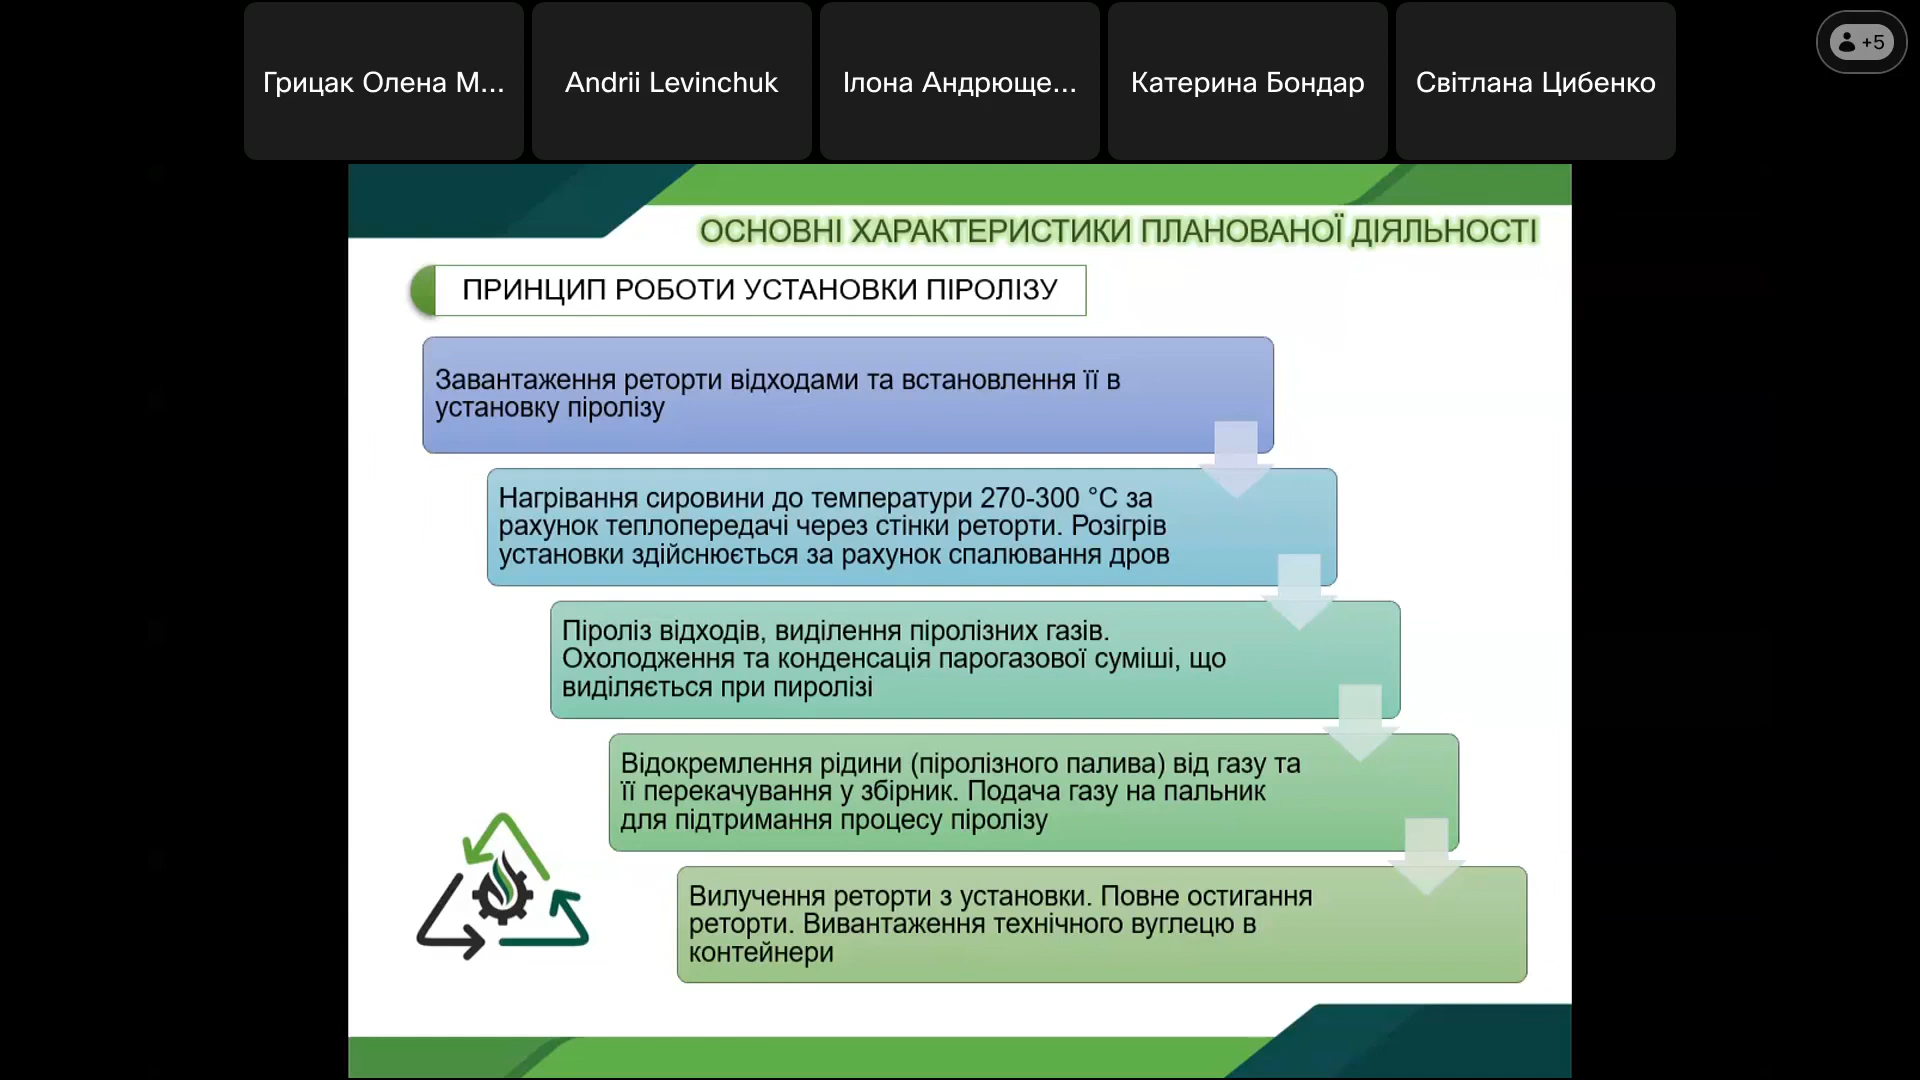 Грицак Олена М...
Andrii Levinchuk
Ілона Андрюще...
Катерина Бондар
Світлана Цибенко
+5
ОСНОВНІ ХАРАКТЕРИСТИКИ ПЛАНОВАНОЇ ДІЯЛЬНОСТІ
ПРИНЦИП РОБОТИ УСТАНОВКИ ПІРОЛІЗУ
Завантаження реторти відходами та встановлення її в
установку піролізу
Нагрівання сировини до температури 270-300 °С за
рахунок теплопередачі через стінки реторти. Розігрів
установки здійснюється за рахунок спалювання дров
Піроліз відходів, виділення піролізних газів.
Охолодження та конденсація парогазової суміші, що
виділяється при пиролізі
Відокремлення рідини (піролізного палива) від газу та
її перекачування у збірник. Подача газу на пальник
для підтримання процесу піролізу
Вилучення реторти з установки. Повне остигання
реторти. Вивантаження технічного вуглецю в
контейнери